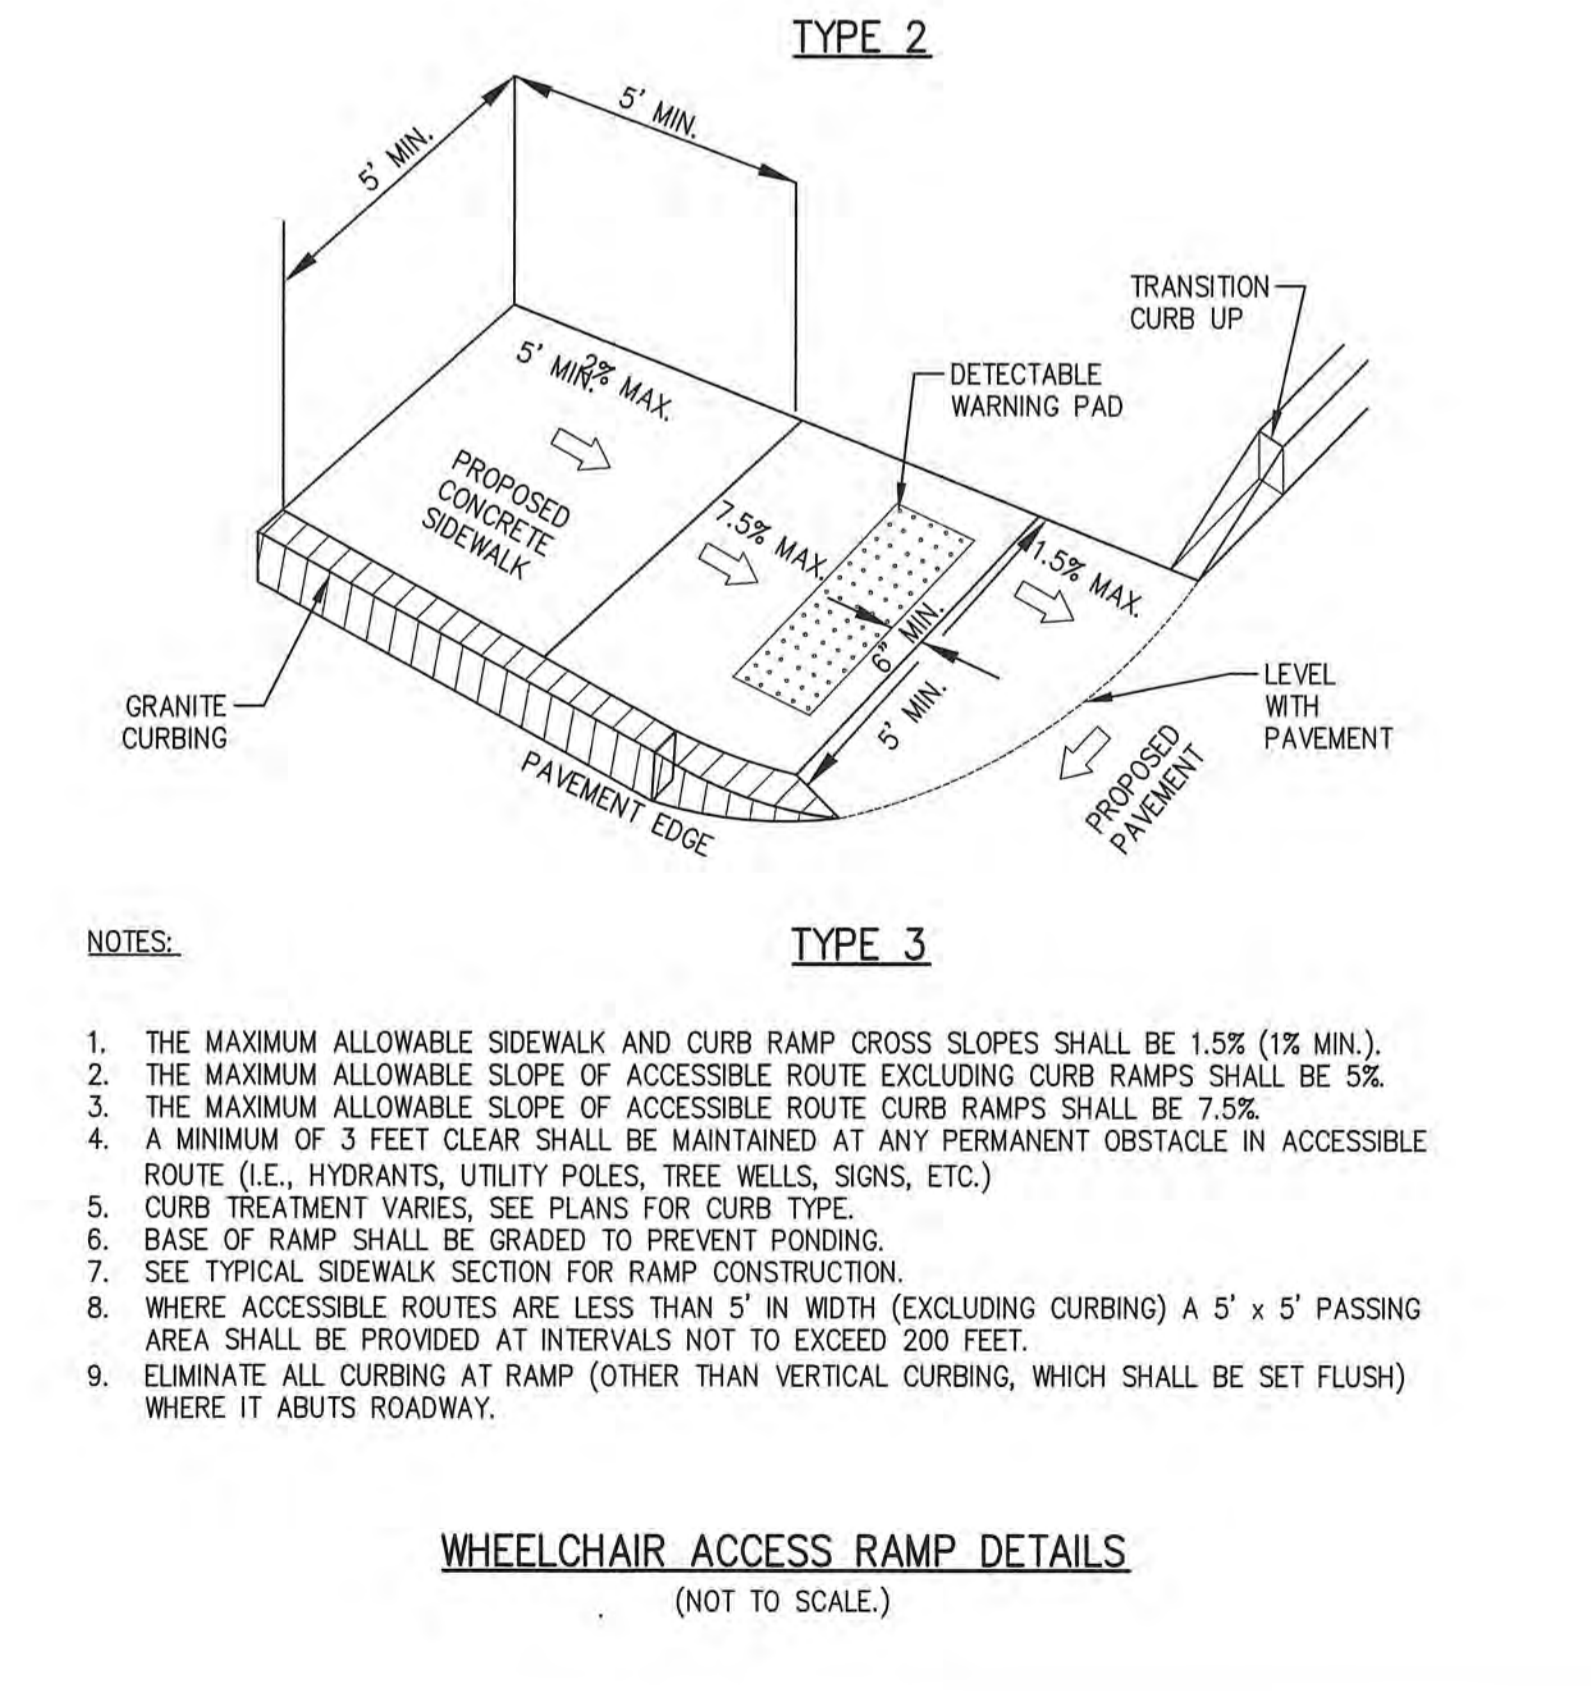 TYPE 2
5' MIN.
5' MIN.
TRANSITION
CURB UP
DETECTABLE
WARNING PAD
5' MIN.
2% MAX.
PROPOSED
CONCRETE
SIDEWALK
7.5% MAX.
1.5% MAX.
6" MIN.
5' MIN.
LEVEL
WITH
PAVEMENT
GRANITE
CURBING
PAVEMENT EDGE
PROPOSED
PAVEMENT
NOTES:
TYPE 3
1. THE MAXIMUM ALLOWABLE SIDEWALK AND CURB RAMP CROSS SLOPES SHALL BE 1.5% (1% MIN.).
2. THE MAXIMUM ALLOWABLE SLOPE OF ACCESSIBLE ROUTE EXCLUDING CURB RAMPS SHALL BE 5%.
3. THE MAXIMUM ALLOWABLE SLOPE OF ACCESSIBLE ROUTE CURB RAMPS SHALL BE 7.5%.
4. A MINIMUM OF 3 FEET CLEAR SHALL BE MAINTAINED AT ANY PERMANENT OBSTACLE IN ACCESSIBLE
ROUTE (I.E., HYDRANTS, UTILITY POLES, TREE WELLS, SIGNS, ETC.)
5. CURB TREATMENT VARIES, SEE PLANS FOR CURB TYPE.
6. BASE OF RAMP SHALL BE GRADED TO PREVENT PONDING.
7. SEE TYPICAL SIDEWALK SECTION FOR RAMP CONSTRUCTION.
8. WHERE ACCESSIBLE ROUTES ARE LESS THAN 5' IN WIDTH (EXCLUDING CURBING) A 5' x 5' PASSING
AREA SHALL BE PROVIDED AT INTERVALS NOT TO EXCEED 200 FEET.
9. ELIMINATE ALL CURBING AT RAMP (OTHER THAN VERTICAL CURBING, WHICH SHALL BE SET FLUSH)
WHERE IT ABUTS ROADWAY.
WHEELCHAIR ACCESS RAMP DETAILS
(NOT TO SCALE.)